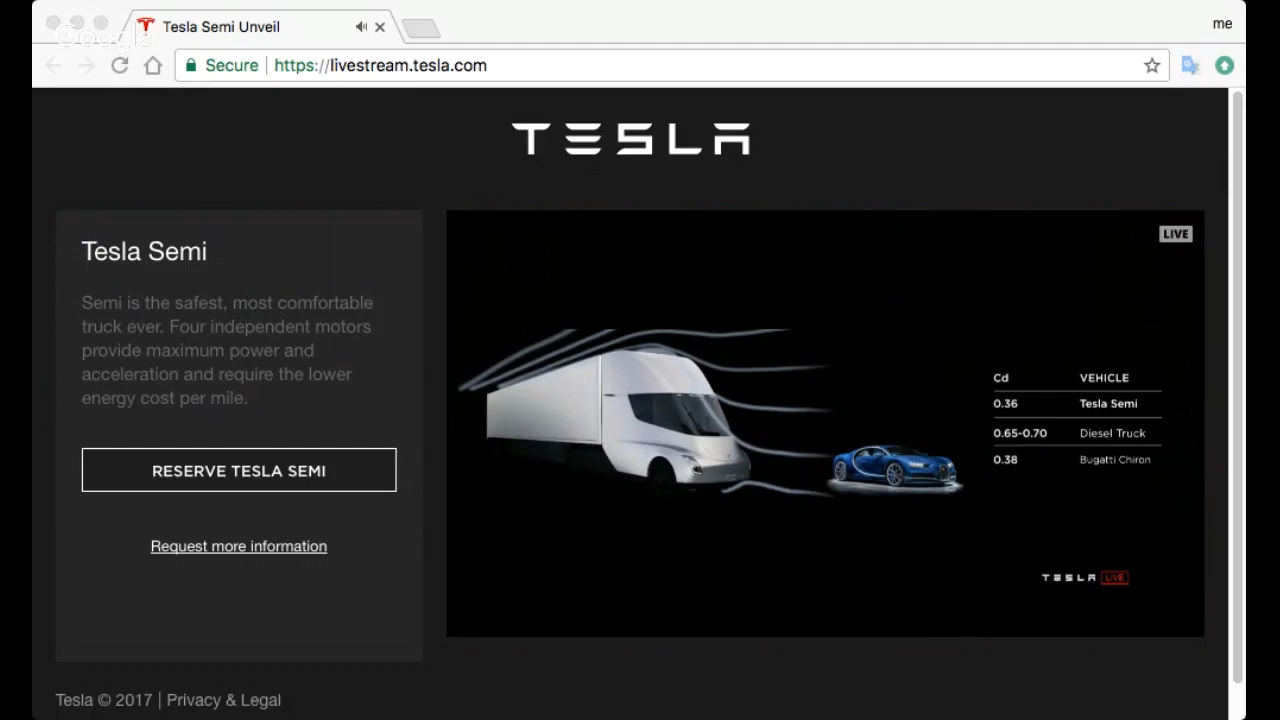 Tesla Semi Unveil
me
Google
Secure | https://livestream.tesla.com
TESLA
Tesla Semi
Semi is the safest, most comfortable
truck ever. Four independent motors
provide maximum power and
acceleration and require the lower
energy cost per mile.
RESERVE TESLA SEMI
Request more information
LIVE
Cd VEHICLE
0.36 Tesla Semi
0.65-0.70 Diesel Truck
0.38 Bugatti Chiron
TESLA LIVE
Tesla © 2017 | Privacy & Legal